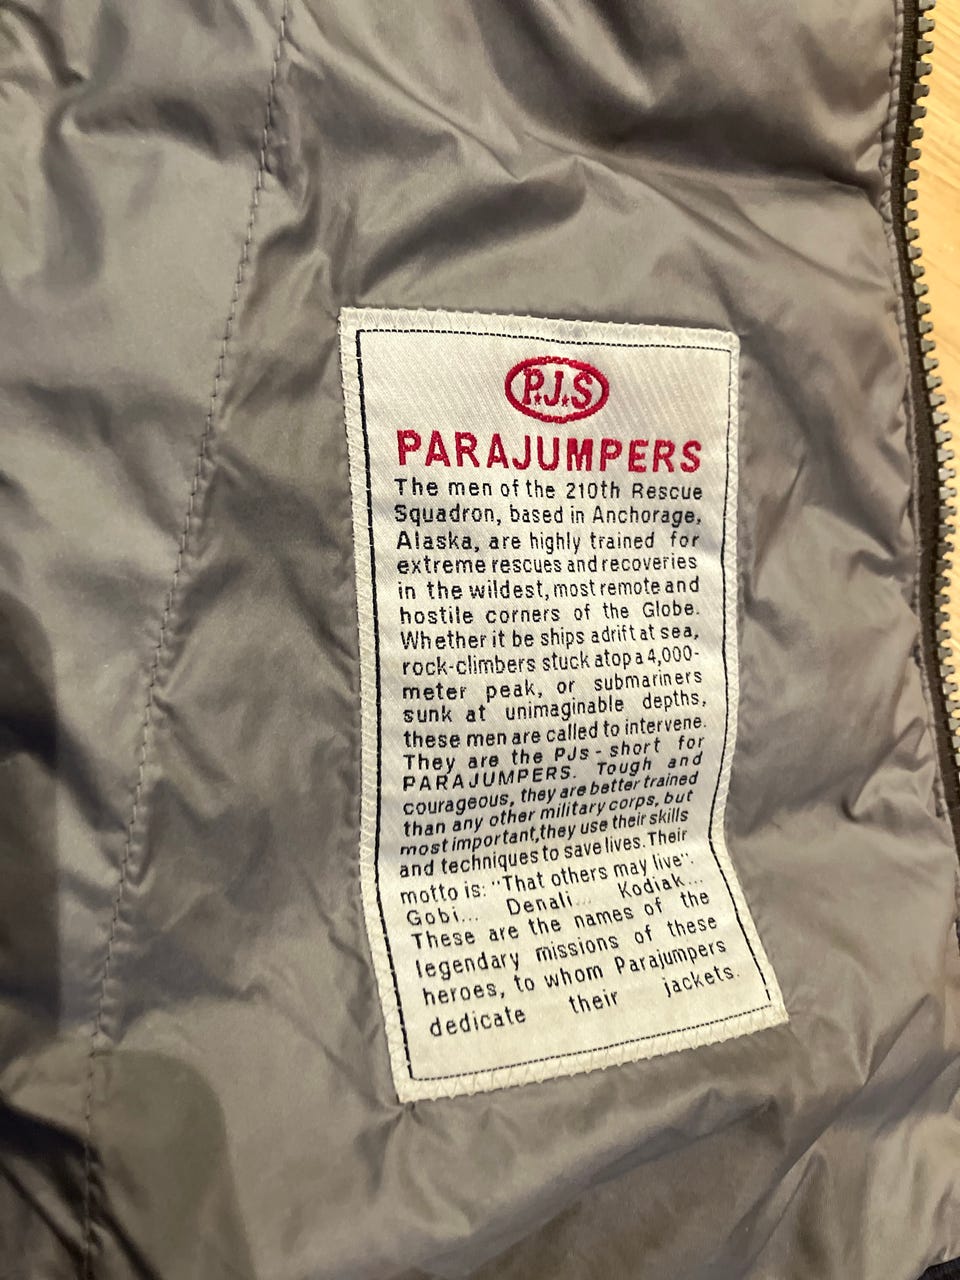 P.J.S
PARAJUMPERS
The men of the 210th Rescue
Squadron, based in Anchorage,
Alaska, are highly trained for
extreme rescues and recoveries
in the wildest, most remote and
hostile corners of the Globe.
Whether it be ships adrift at sea,
rock-climbers stuck atop a 4,000-
meter peak, or submariners
sunk at unimaginable depths,
these men are called to intervene.
They are the PJs - short for
PARAJUMPERS. Tough and
courageous, they are better trained
than any other military corps, but
most important,they use their skills
and techniques to save lives. Their
motto is: "That others may live".
Gobi... Denali... Kodiak...
These are the names of the
legendary missions of these
heroes, to whom Parajumpers
dedicate their jackets.